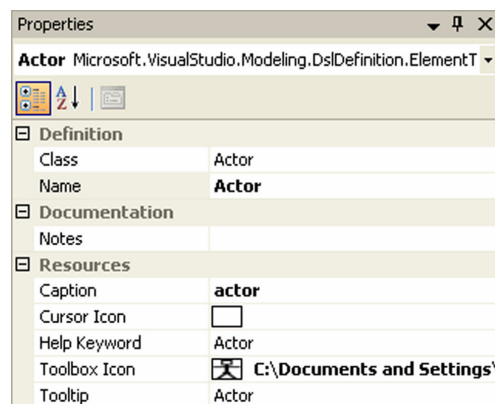 Properties
Actor Microsoft.VisualStudio.Modeling.DslDefinition.ElementT
Definition
Class Actor
Name Actor
Documentation
Notes
Resources
Caption actor
Cursor Icon
Help Keyword Actor
Toolbox Icon C:\Documents and Settings\
Tooltip Actor